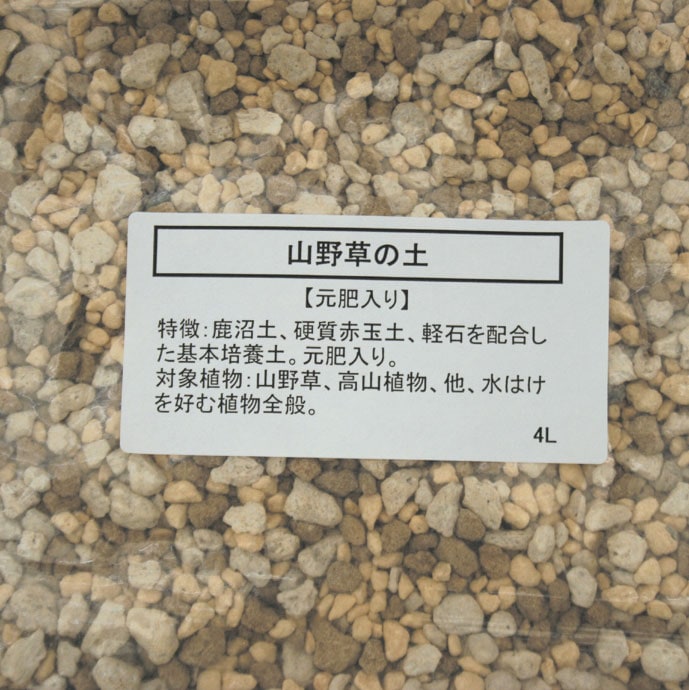 山野草の土
【元肥入り】
特徴:鹿沼土、硬質赤玉土、軽石を配合し
た基本培養土。元肥入り。
対象植物:山野草、高山植物、他、水はけ
を好む植物全般。
4L